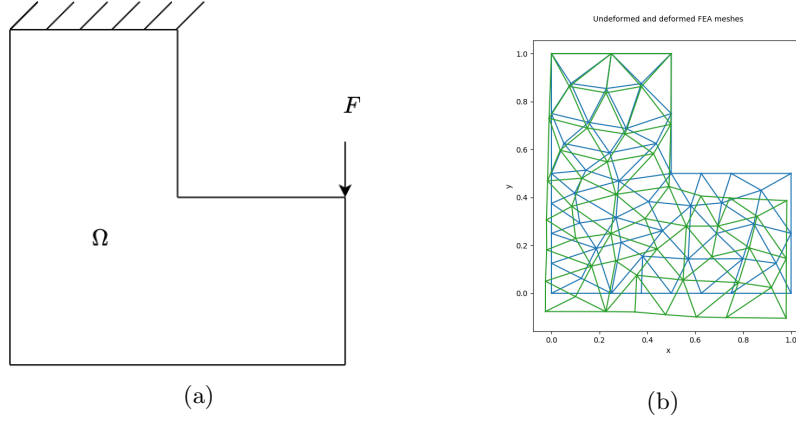 F
Ω
(a)
Undeformed and deformed FEA meshes
1.0
0.8
0.6
0.4
0.2
0.0
y
0.0 0.2 0.4 0.6 0.8 1.0
x
(b)